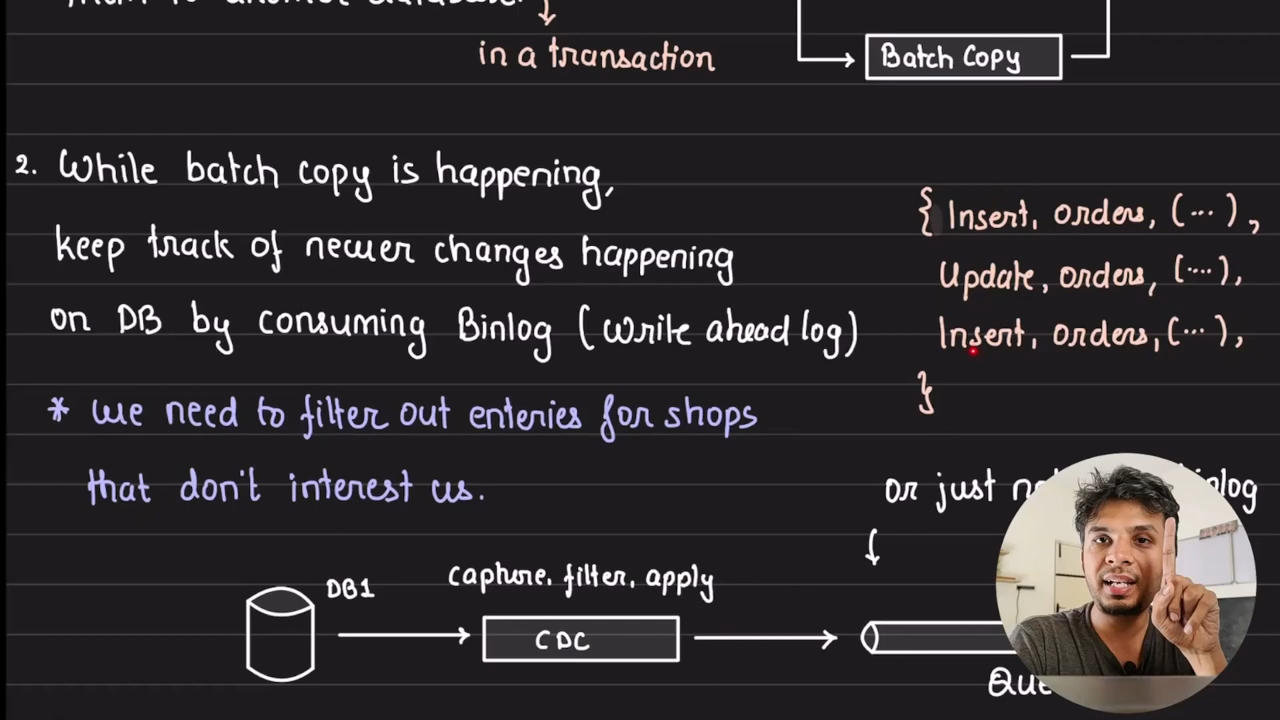 in a transaction
Batch Copy
2. While batch copy is happening,
keep track of newer changes happening
on DB by consuming Binlog (write ahead log)
* we need to filter out enteries for shops
that don't interest us.
{ Insert, orders, (...),
Update, orders, (....),
Insert, orders, (...),
}
or just
DB1
capture, filter, apply
CDC